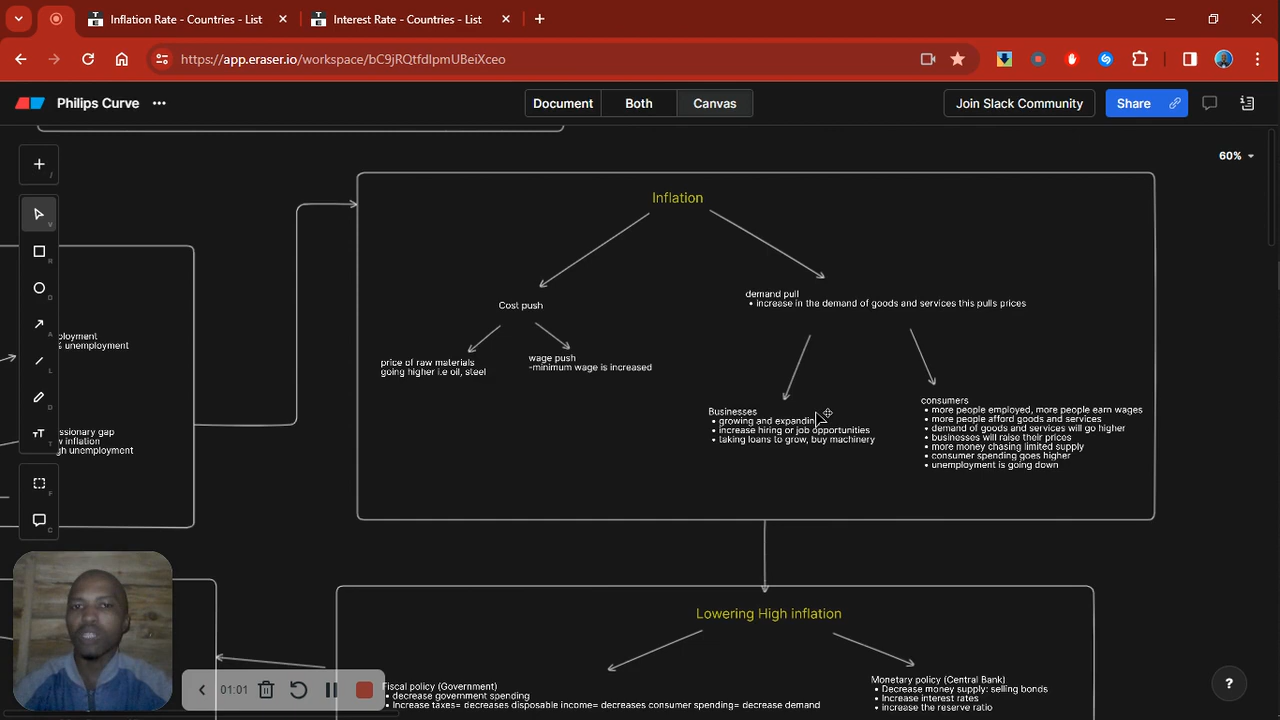 Inflation Rate - Countries - List
Interest Rate - Countries - List
https://app.eraser.io/workspace/bC9jRQtfdIpmUBeiXceo
Philips Curve
Document
Both
Canvas
Join Slack Community
Share
60%
Inflation
Cost push
demand pull
• increase in the demand of goods and services this pulls prices
price of raw materials
going higher i.e oil, steel
wage push
-minimum wage is increased
ployment
% unemployment
Businesses
• growing and expanding
• increase hiring or job opportunities
• taking loans to grow, buy machinery
consumers
• more people employed, more people earn wages
• more people afford goods and services
• demand of goods and services will go higher
• businesses will raise their prices
• more money chasing limited supply
• consumer spending goes higher
• unemployment is going down
ssionary gap
w inflation
gh unemployment
Lowering High inflation
Fiscal policy (Government)
• decrease government spending
• Increase taxes= decreases disposable income= decreases consumer spending= decrease demand
Monetary policy (Central Bank)
• Decrease money supply: selling bonds
• Increase interest rates
• increase the reserve ratio
01:01
?